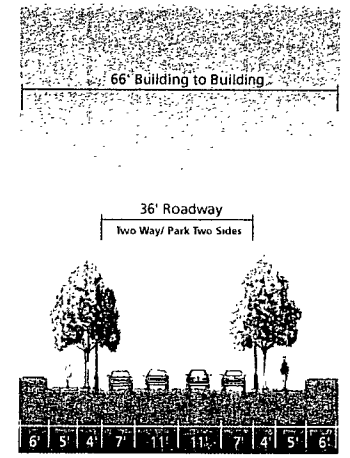 66' Building to Building
36' Roadway
Two Way/ Park Two Sides
6' 5' 4' 7' 11' 11' 7' 4' 5' 6'